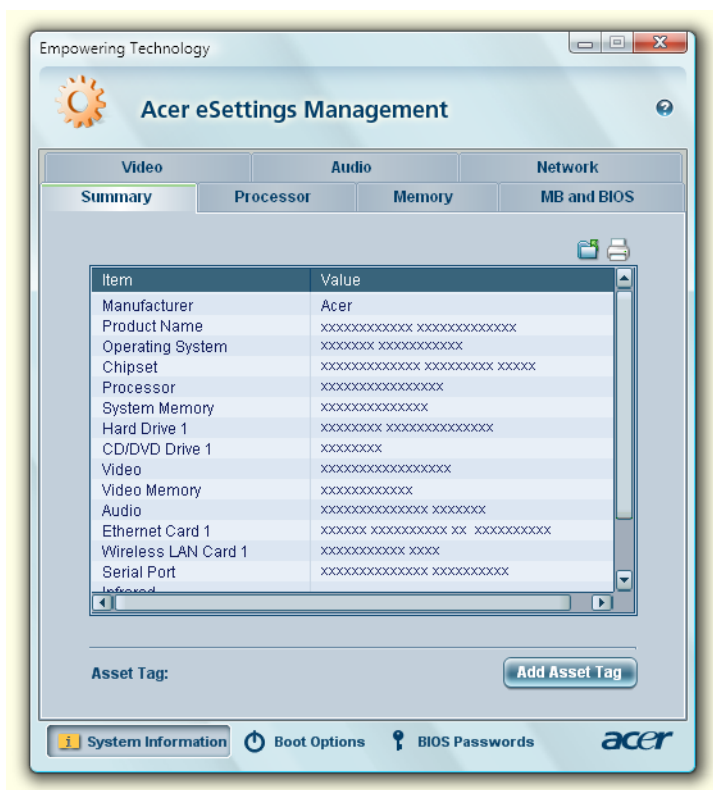 Empowering Technology
Acer eSettings Management
Video Audio Network
Summary Processor Memory MB and BIOS
Item Value
Manufacturer Acer
Product Name xxxxxxxxxxxx xxxxxxxxxxxxx
Operating System xxxxxxx xxxxxxxxxxx
Chipset xxxxxxxxxxxxx xxxxxxxxx xxxxx
Processor xxxxxxxxxxxxxxxx
System Memory xxxxxxxxxxxxxx
Hard Drive 1 xxxxxxxx xxxxxxxxxxxxxx
CD/DVD Drive 1 xxxxxxxx
Video xxxxxxxxxxxxxxxxx
Video Memory xxxxxxxxxxxx
Audio xxxxxxxxxxxxxx xxxxxxx
Ethernet Card 1 xxxxxx xxxxxxxxxx xx xxxxxxxxxx
Wireless LAN Card 1 xxxxxxxxxxx xxxx
Serial Port xxxxxxxxxxxxxx xxxxxxxxxx
Infrared
Asset Tag: Add Asset Tag
System Information Boot Options BIOS Passwords acer